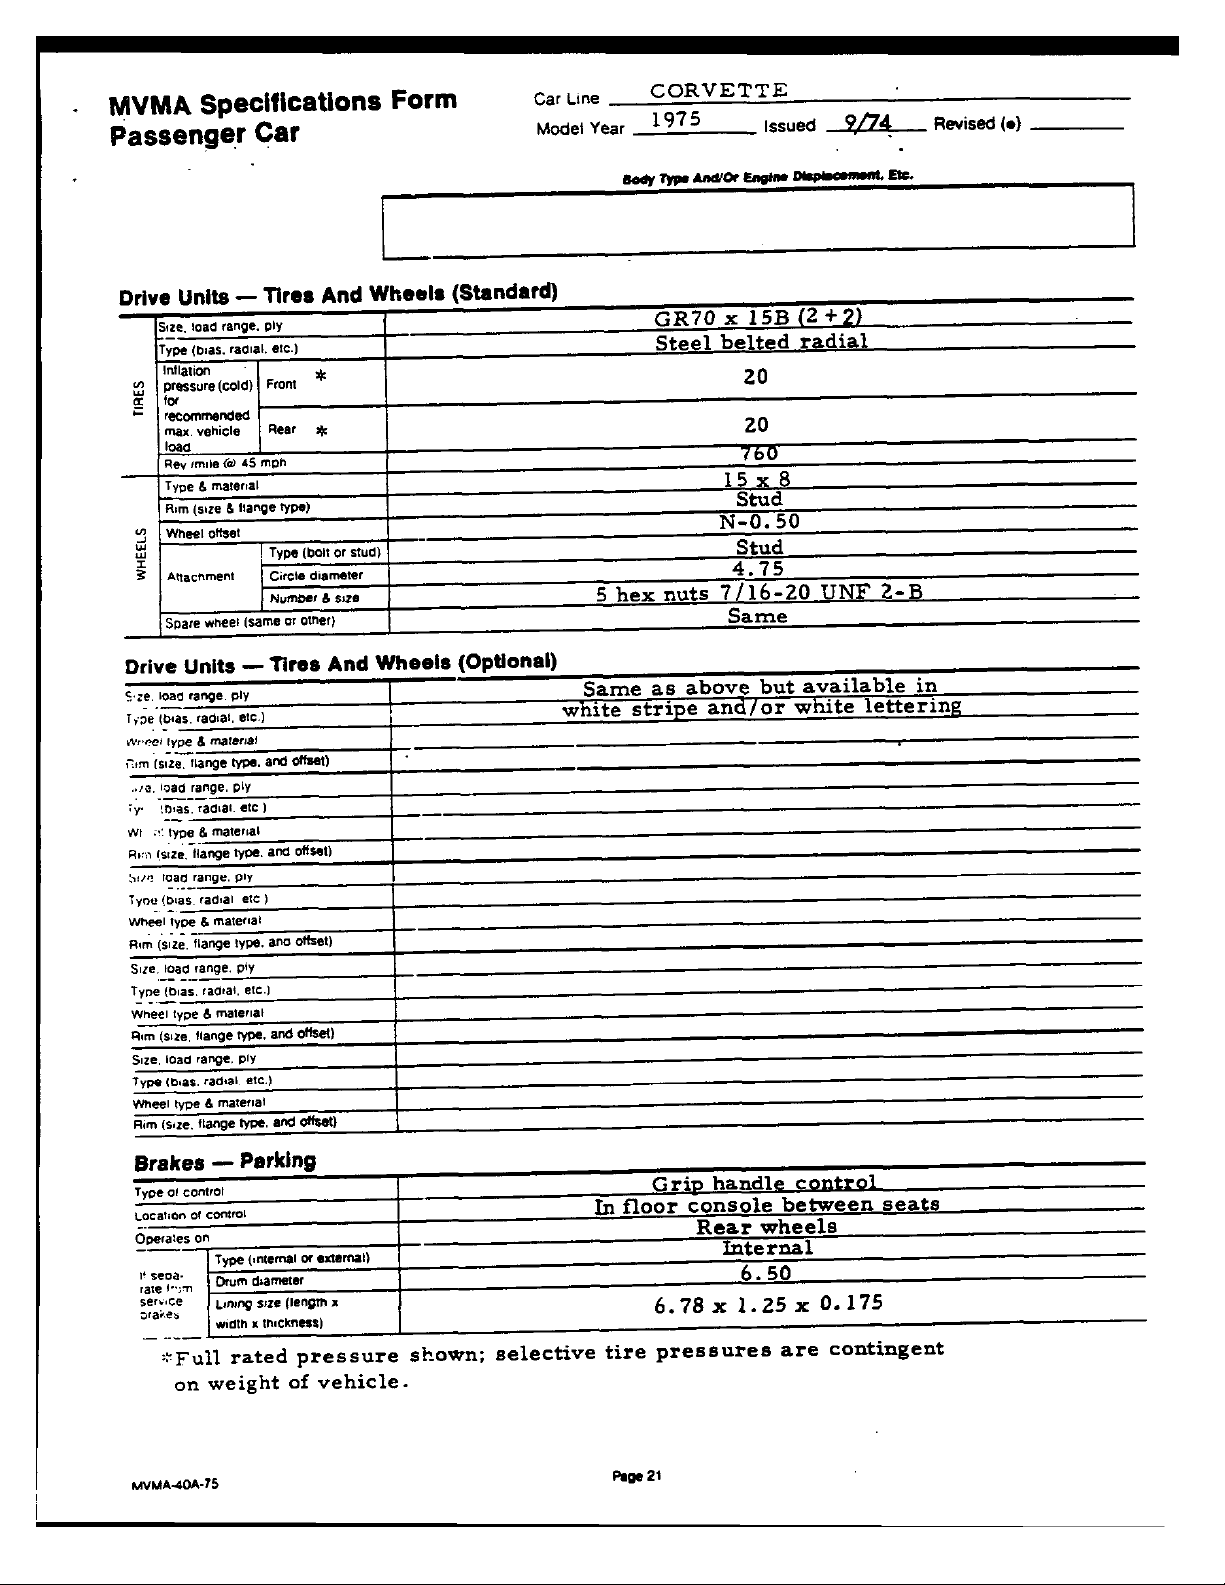 MVMA Specifications Form
Passenger Car
Car Line CORVETTE
Model Year 1975 Issued 9/74 Revised (•)
Body Type And/Or Engine Displacement, Etc.
Drive Units — Tires And Wheels (Standard)
TIRES
Size, load range, ply GR70 x 15B (2 + 2)
Type (bias, radial, etc.) Steel belted radial
Inflation pressure (cold) for recommended max. vehicle load
Front * 20
Rear * 20
Rev /mile @ 45 mph 760
WHEELS
Type & material 15 x 8
Rim (size & flange type) Stud
Wheel offset N-0.50
Attachment
Type (bolt or stud) Stud
Circle diameter 4.75
Number & size 5 hex nuts 7/16-20 UNF 2-B
Spare wheel (same or other) Same
Drive Units — Tires And Wheels (Optional)
Size, load range, ply Same as above but available in
Type (bias, radial, etc.) white stripe and/or white lettering
Wheel type & material
Rim (size, flange type, and offset)
Size, load range, ply
Type (bias, radial, etc.)
Wheel type & material
Rim (size, flange type, and offset)
Size, load range, ply
Type (bias, radial, etc.)
Wheel type & material
Rim (size, flange type, and offset)
Size, load range, ply
Type (bias, radial, etc.)
Wheel type & material
Rim (size, flange type, and offset)
Size, load range, ply
Type (bias, radial, etc.)
Wheel type & material
Rim (size, flange type, and offset)
Brakes — Parking
Type of control Grip handle control
Location of control In floor console between seats
Operates on Rear wheels
If sepa-
rate from
service
brakes
Type (internal or external) Internal
Drum diameter 6.50
Lining size (length x
width x thickness) 6.78 x 1.25 x 0.175
*Full rated pressure shown; selective tire pressures are contingent
on weight of vehicle.
MVMA-40A-75
Page 21